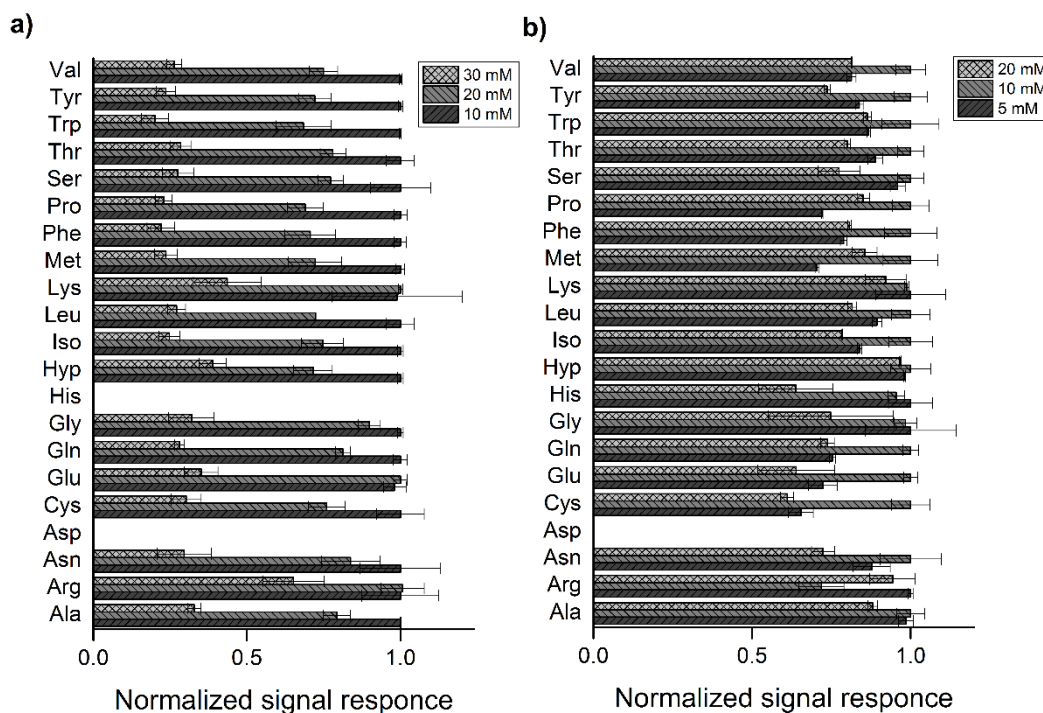 a)
Val
Tyr
Trp
Thr
Ser
Pro
Phe
Met
Lys
Leu
Iso
Hyp
His
Gly
Gln
Glu
Cys
Asp
Asn
Arg
Ala
30 mM
20 mM
10 mM
0.0 0.5 1.0
Normalized signal responce
b)
Val
Tyr
Trp
Thr
Ser
Pro
Phe
Met
Lys
Leu
Iso
Hyp
His
Gly
Gln
Glu
Cys
Asp
Asn
Arg
Ala
20 mM
10 mM
5 mM
0.0 0.5 1.0
Normalized signal responce